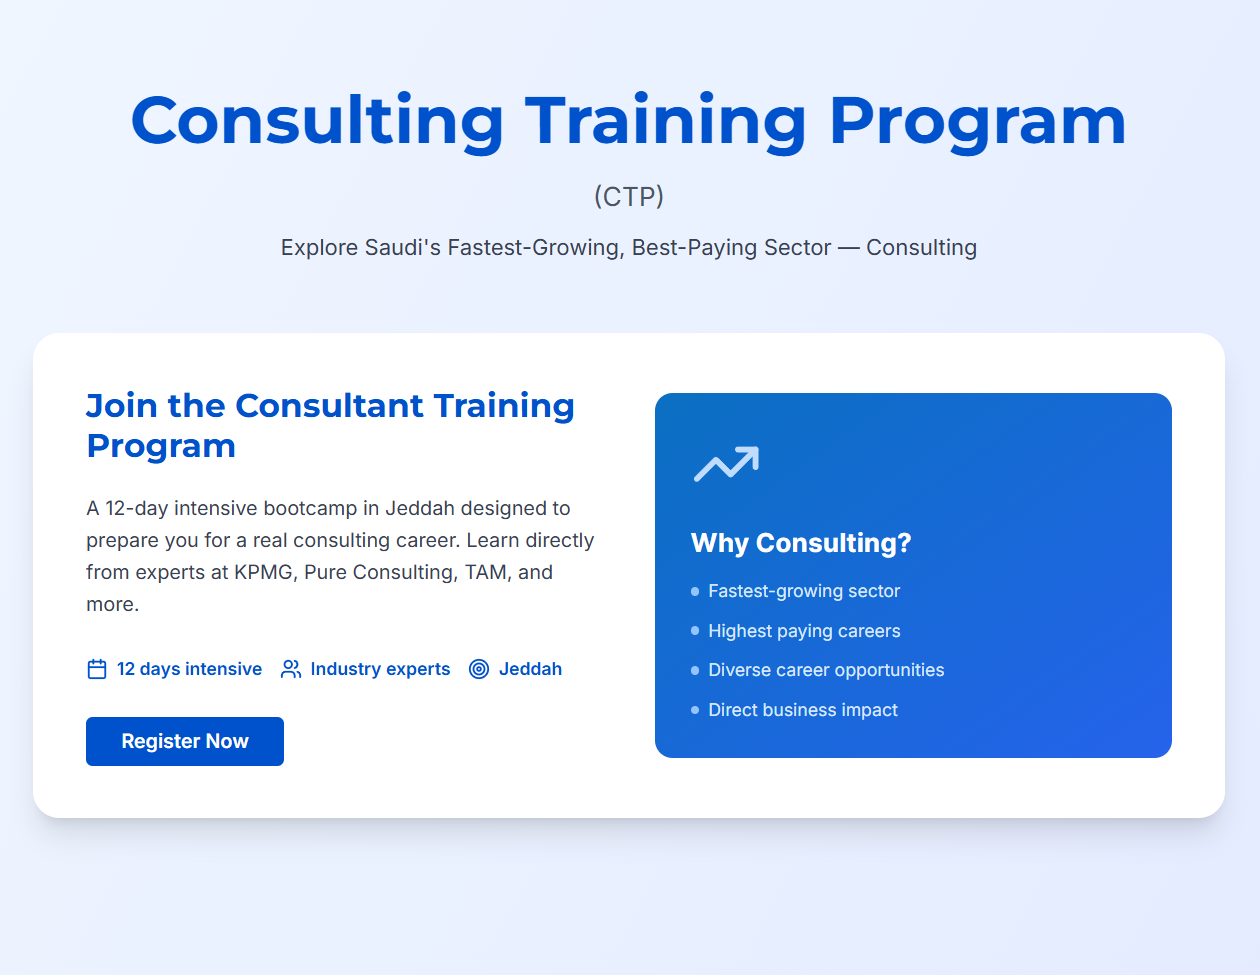 Consulting Training Program
(CTP)
Explore Saudi's Fastest-Growing, Best-Paying Sector — Consulting
Join the Consultant Training
Program
A 12-day intensive bootcamp in Jeddah designed to
prepare you for a real consulting career. Learn directly
from experts at KPMG, Pure Consulting, TAM, and
more.
12 days intensive Industry experts Jeddah
Register Now
Why Consulting?
Fastest-growing sector
Highest paying careers
Diverse career opportunities
Direct business impact